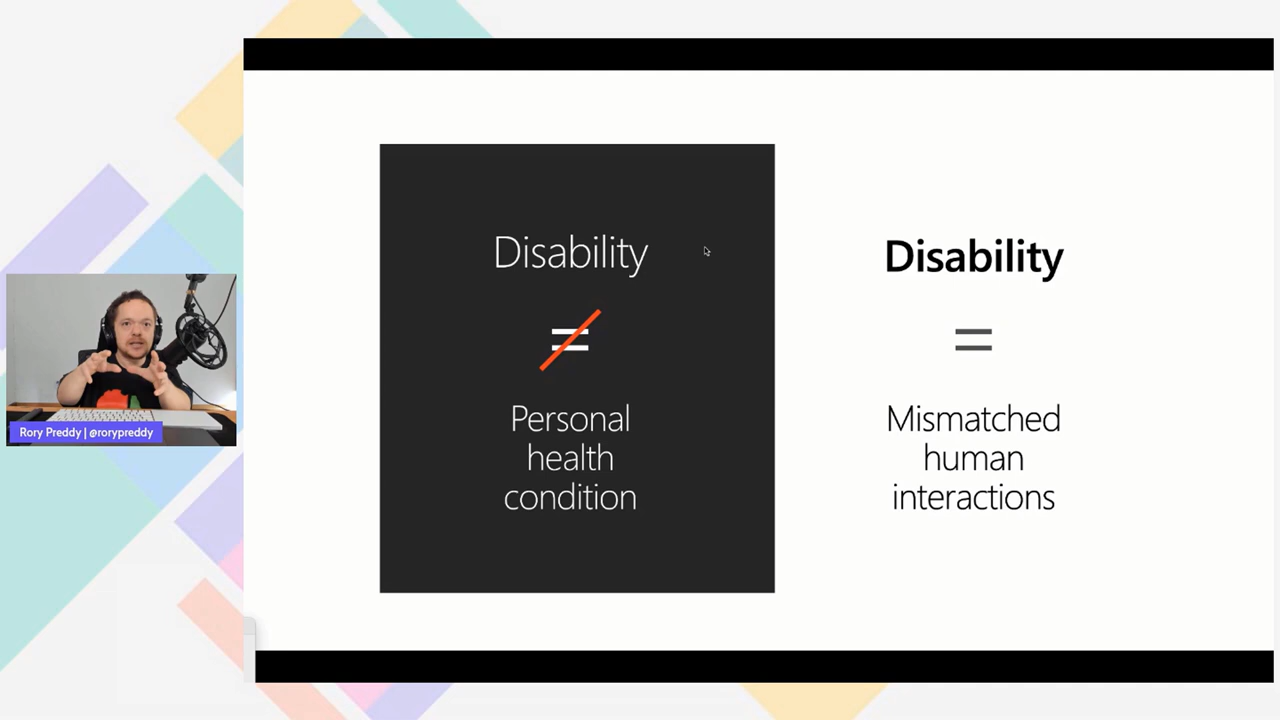 Disability
=
Personal
health
condition
Disability
=
Mismatched
human
interactions
Rory Preddy | @rorypreddy